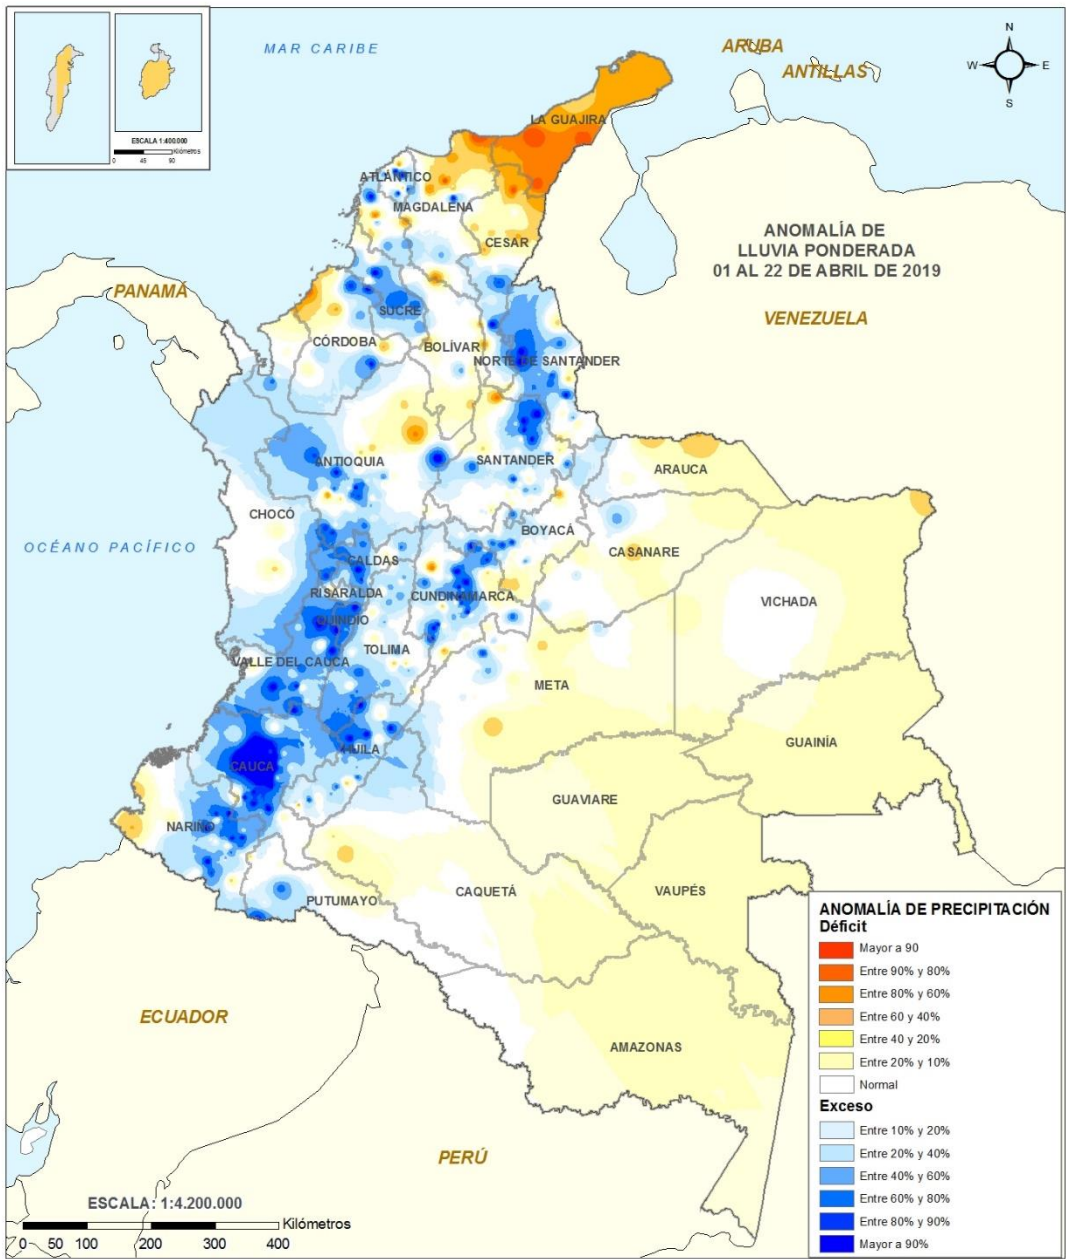 MAR CARIBE
ARUBA
ANTILLAS
N
W
E
S
ESCALA 1:400.000
Kilómetros
0 45 90
LA GUAJIRA
ATLÁNTICO
MAGDALENA
CESAR
ANOMALÍA DE
LLUVIA PONDERADA
01 AL 22 DE ABRIL DE 2019
PANAMÁ
VENEZUELA
SUCRE
CÓRDOBA
BOLÍVAR
NORTE DE SANTANDER
ANTIOQUIA
SANTANDER
ARAUCA
CHOCÓ
BOYACÁ
OCÉANO PACÍFICO
CASANARE
CALDAS
RISARALDA
CUNDINAMARCA
VICHADA
QUINDÍO
TOLIMA
VALLE DEL CAUCA
META
GUAINÍA
HUILA
CAUCA
GUAVIARE
NARIÑO
CAQUETÁ
VAUPÉS
PUTUMAYO
ECUADOR
AMAZONAS
PERÚ
ANOMALÍA DE PRECIPITACIÓN
Déficit
Mayor a 90
Entre 90% y 80%
Entre 80% y 60%
Entre 60 y 40%
Entre 40 y 20%
Entre 20% y 10%
Normal
Exceso
Entre 10% y 20%
Entre 20% y 40%
Entre 40% y 60%
Entre 60% y 80%
Entre 80% y 90%
Mayor a 90%
ESCALA: 1:4.200.000
Kilómetros
0 50 100 200 300 400